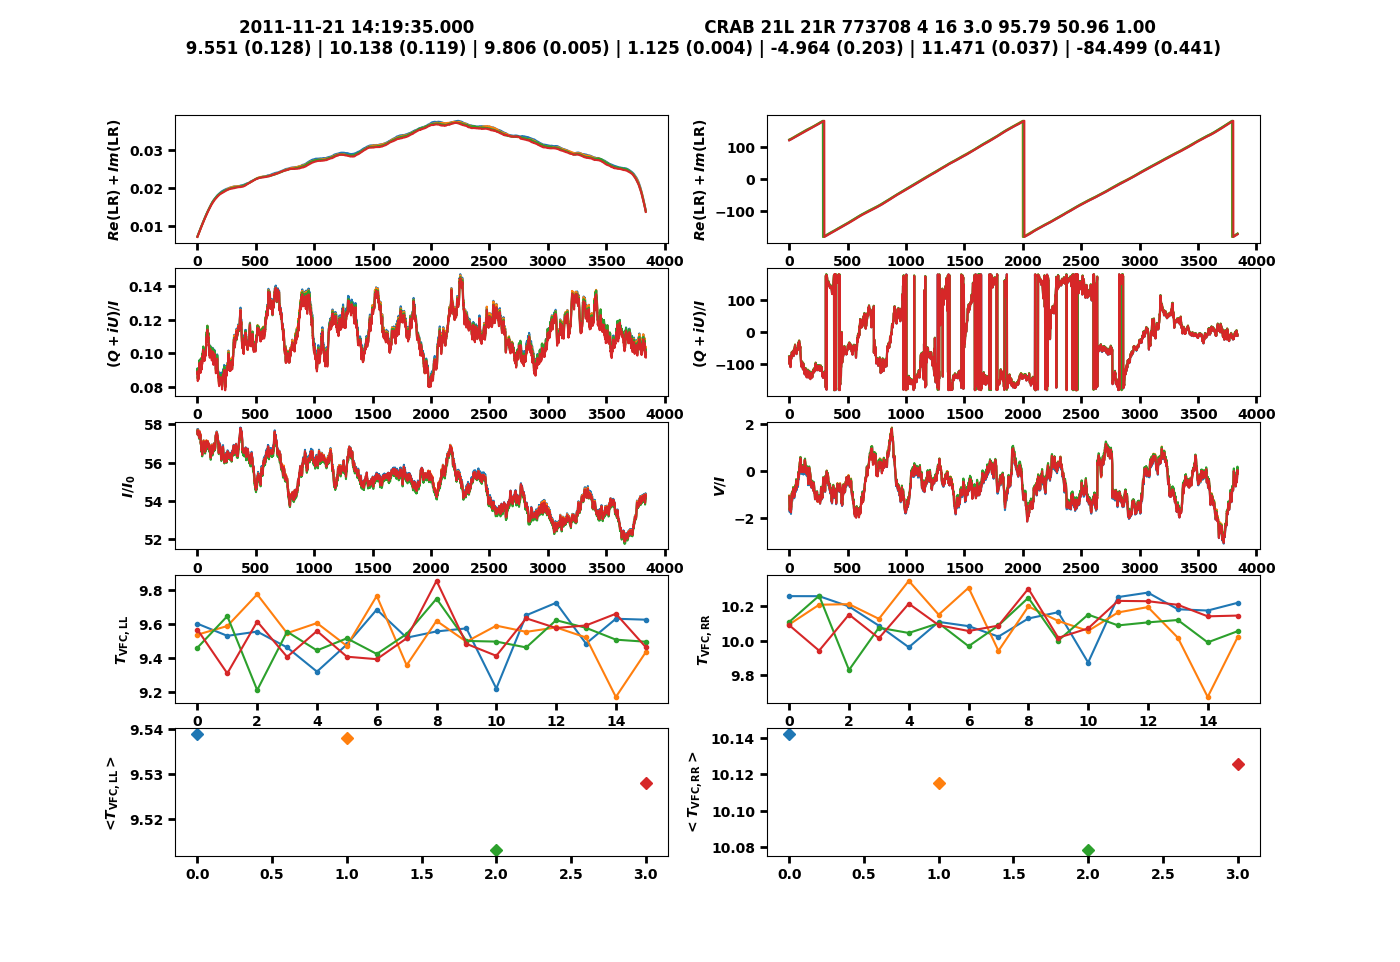 2011-11-21 14:19:35.000 CRAB 21L 21R 773708 4 16 3.0 95.79 50.96 1.00
9.551 (0.128) | 10.138 (0.119) | 9.806 (0.005) | 1.125 (0.004) | -4.964 (0.203) | 11.471 (0.037) | -84.499 (0.441)
Re(LR) + Im(LR)
0.03
0.02
0.01
0 500 1000 1500 2000 2500 3000 3500 4000
Re(LR) + Im(LR)
100
0
−100
0 500 1000 1500 2000 2500 3000 3500 4000
(Q + iU)/I
0.14
0.12
0.10
0.08
0 500 1000 1500 2000 2500 3000 3500 4000
(Q + iU)/I
100
0
−100
0 500 1000 1500 2000 2500 3000 3500 4000
I/I0
58
56
54
52
0 500 1000 1500 2000 2500 3000 3500 4000
V/I
2
0
−2
0 500 1000 1500 2000 2500 3000 3500 4000
TVFC, LL
9.8
9.6
9.4
9.2
0 2 4 6 8 10 12 14
TVFC, RR
10.2
10.0
9.8
0 2 4 6 8 10 12 14
<TVFC, LL >
9.54
9.53
9.52
0.0 0.5 1.0 1.5 2.0 2.5 3.0
< TVFC, RR >
10.14
10.12
10.10
10.08
0.0 0.5 1.0 1.5 2.0 2.5 3.0